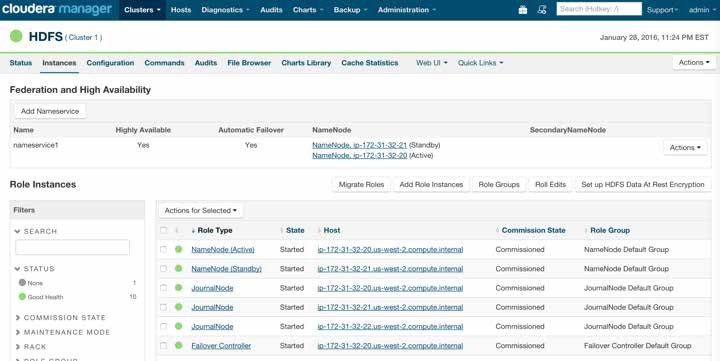 cloudera manager Clusters Hosts Diagnostics Audits Charts Backup Administration Search (Hotkey: /) Support admin
HDFS (Cluster 1) January 28, 2016, 11:24 PM EST
Status Instances Configuration Commands Audits File Browser Charts Library Cache Statistics Web UI Quick Links Actions
Federation and High Availability
Add Nameservice
Name Highly Available Automatic Failover NameNode SecondaryNameNode
nameservice1 Yes Yes NameNode, ip-172-31-32-21 (Standby) Actions
NameNode, ip-172-31-32-20 (Active)
Role Instances Migrate Roles Add Role Instances Role Groups Roll Edits Set up HDFS Data At Rest Encryption
Filters
SEARCH
STATUS
None 1
Good Health 16
COMMISSION STATE
MAINTENANCE MODE
RACK
ROLE GROUP
Actions for Selected
Role Type State Host Commission State Role Group
NameNode (Active) Started ip-172-31-32-20.us-west-2.compute.internal Commissioned NameNode Default Group
NameNode (Standby) Started ip-172-31-32-21.us-west-2.compute.internal Commissioned NameNode Default Group
JournalNode Started ip-172-31-32-20.us-west-2.compute.internal Commissioned JournalNode Default Group
JournalNode Started ip-172-31-32-21.us-west-2.compute.internal Commissioned JournalNode Default Group
JournalNode Started ip-172-31-32-22.us-west-2.compute.internal Commissioned JournalNode Default Group
Failover Controller Started ip-172-31-32-20.us-west-2.compute.internal Commissioned Failover Controller Default Group